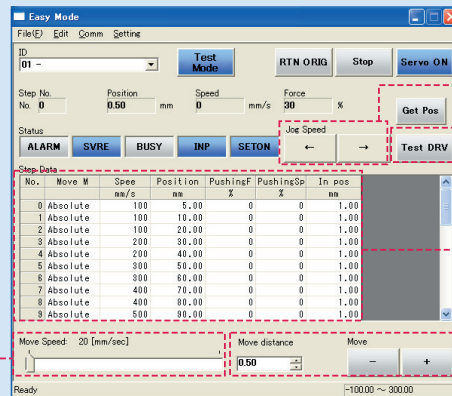 Easy Mode
File(F) Edit Comm Setting
ID
01 -
Test Mode
RTN ORIG
Stop
Servo ON
Step No. Position Speed Force
No. 0 0.50 mm 0 mm/s 30 %
Get Pos
Status
Jog Speed
ALARM SVRE BUSY INP SETON ← → Test DRV
Step Data
No. Move M Spee Position PushingF PushingSp In pos
mm/s mm % % mm
0 Absolute 100 5.00 0 0 1.00
1 Absolute 100 10.00 0 0 1.00
2 Absolute 100 20.00 0 0 1.00
3 Absolute 200 30.00 0 0 1.00
4 Absolute 200 40.00 0 0 1.00
5 Absolute 300 50.00 0 0 1.00
6 Absolute 300 60.00 0 0 1.00
7 Absolute 400 70.00 0 0 1.00
8 Absolute 400 80.00 0 0 1.00
9 Absolute 500 90.00 0 0 1.00
Move Speed: 20 [mm/sec] Move distance Move
0.50 - +
Ready -100.00 ~ 300.00